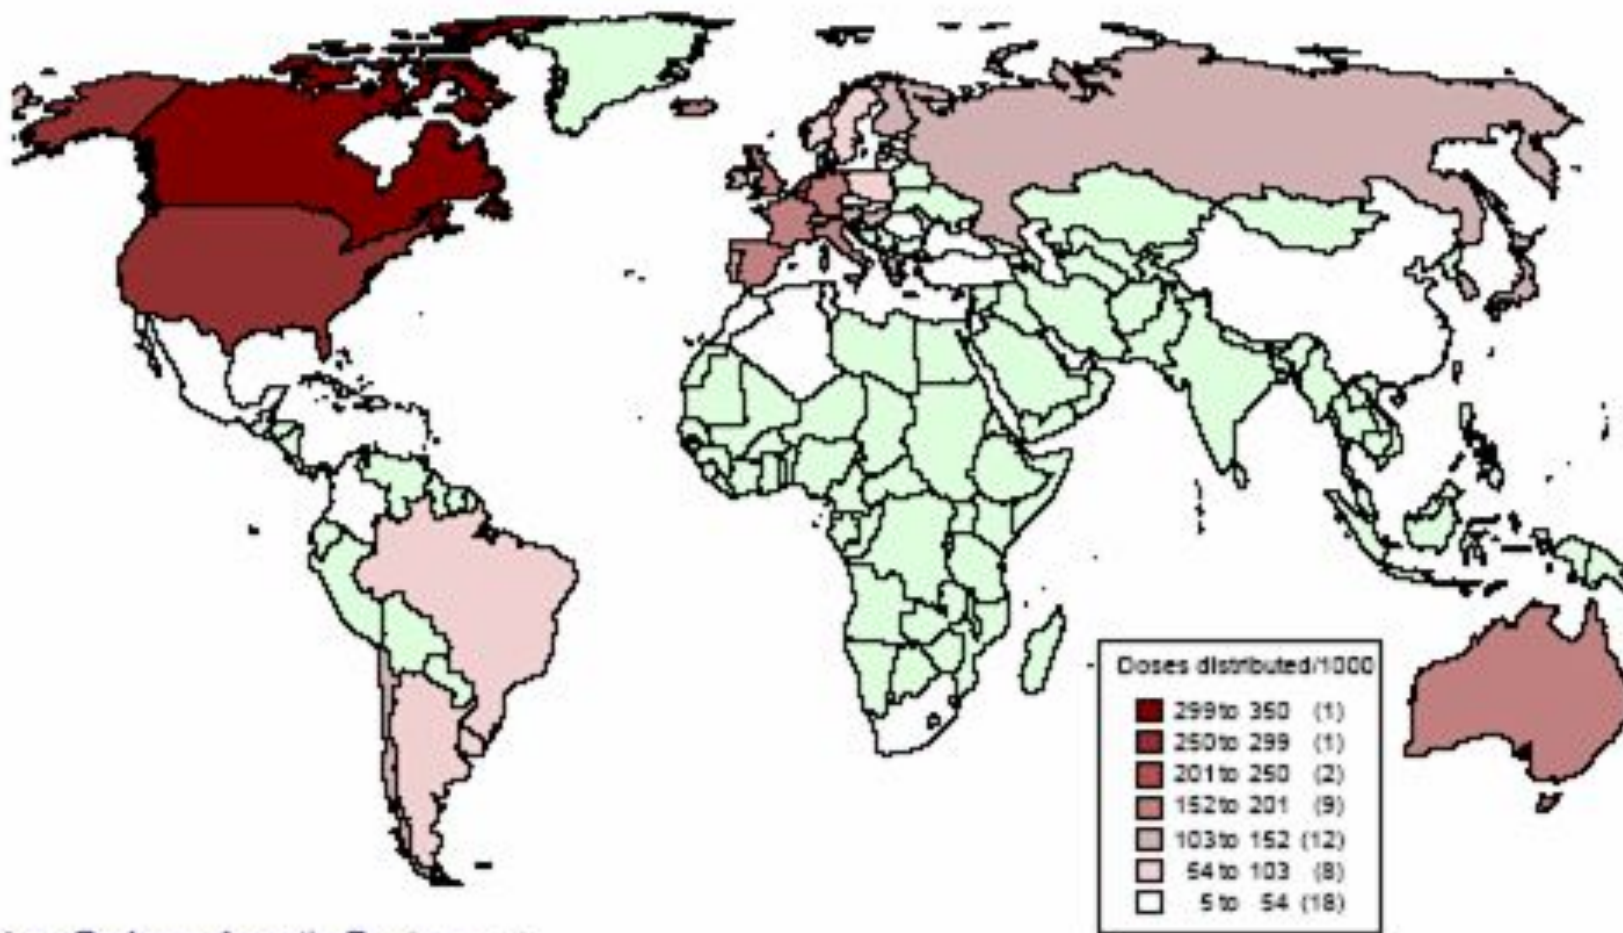 Doses distributed/1000
299 to 350 (1)
250 to 299 (1)
201 to 250 (2)
152 to 201 (9)
103 to 152 (12)
54 to 103 (8)
5 to 54 (18)